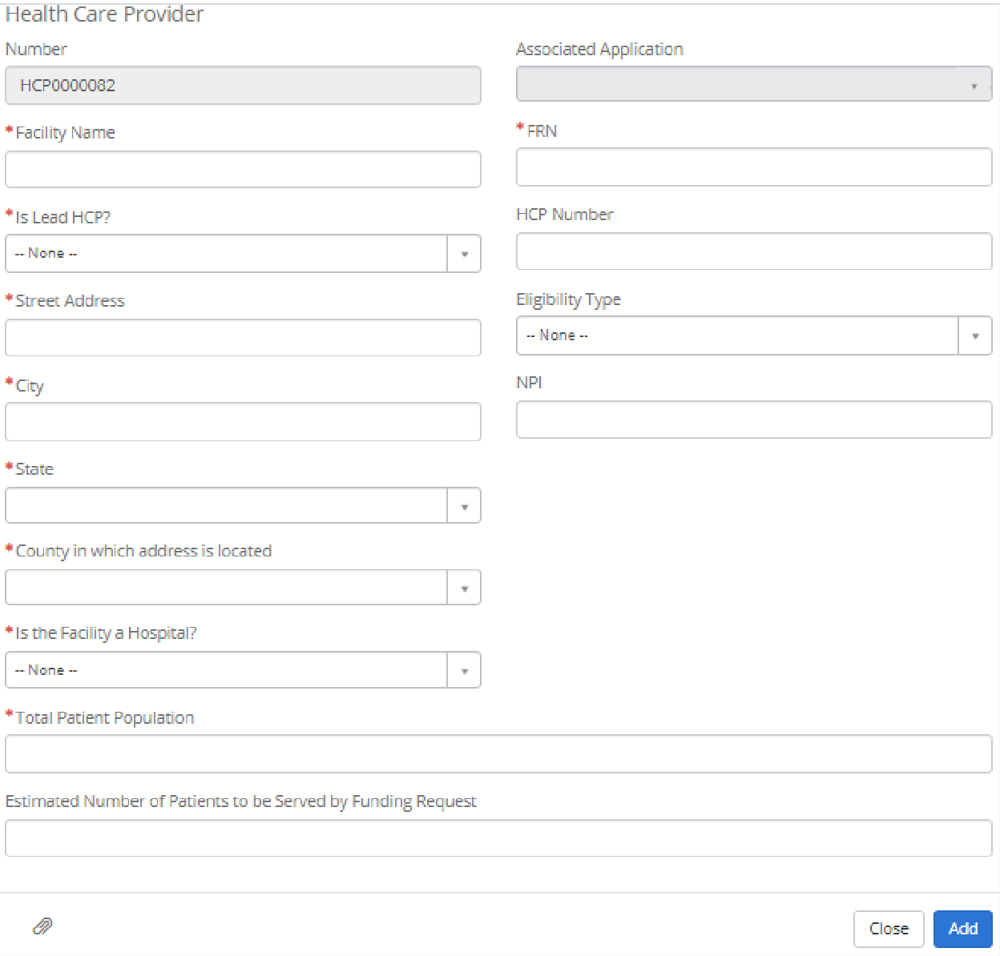 Health Care Provider
Number
HCP0000082
Associated Application
* Facility Name
* FRN
* Is Lead HCP?
-- None --
HCP Number
* Street Address
Eligibility Type
-- None --
* City
NPI
* State
* County in which address is located
* Is the Facility a Hospital?
-- None --
* Total Patient Population
Estimated Number of Patients to be Served by Funding Request
Close
Add